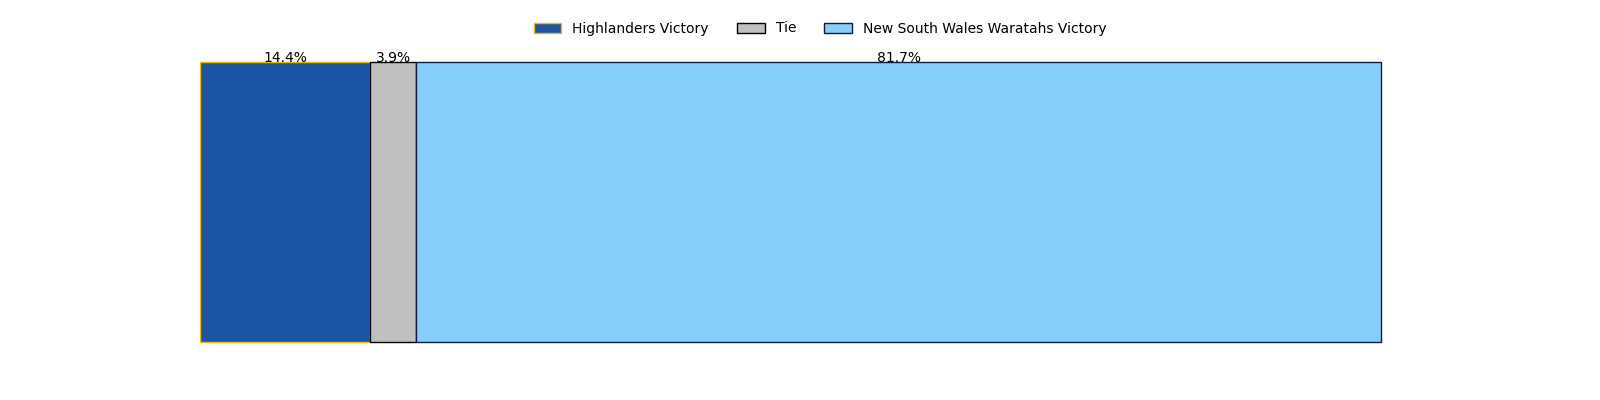 Highlanders Victory Tie New South Wales Waratahs Victory
14.4% 3.9% 81.7%